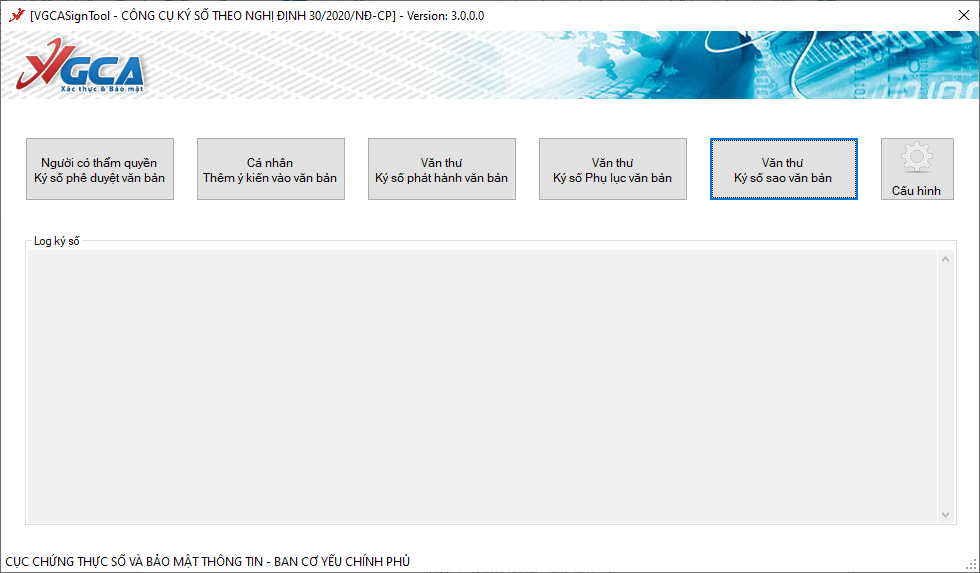 [VGCASignTool - CÔNG CỤ KÝ SỐ THEO NGHỊ ĐỊNH 30/2020/NĐ-CP] - Version: 3.0.0.0
VGCA
Xác thực & Bảo mật
Người có thẩm quyền
Ký số phê duyệt văn bản
Cá nhân
Thêm ý kiến vào văn bản
Văn thư
Ký số phát hành văn bản
Văn thư
Ký số Phụ lục văn bản
Văn thư
Ký số sao văn bản
Cấu hình
Log ký số
CỤC CHỨNG THỰC SỐ VÀ BẢO MẬT THÔNG TIN - BAN CƠ YẾU CHÍNH PHỦ